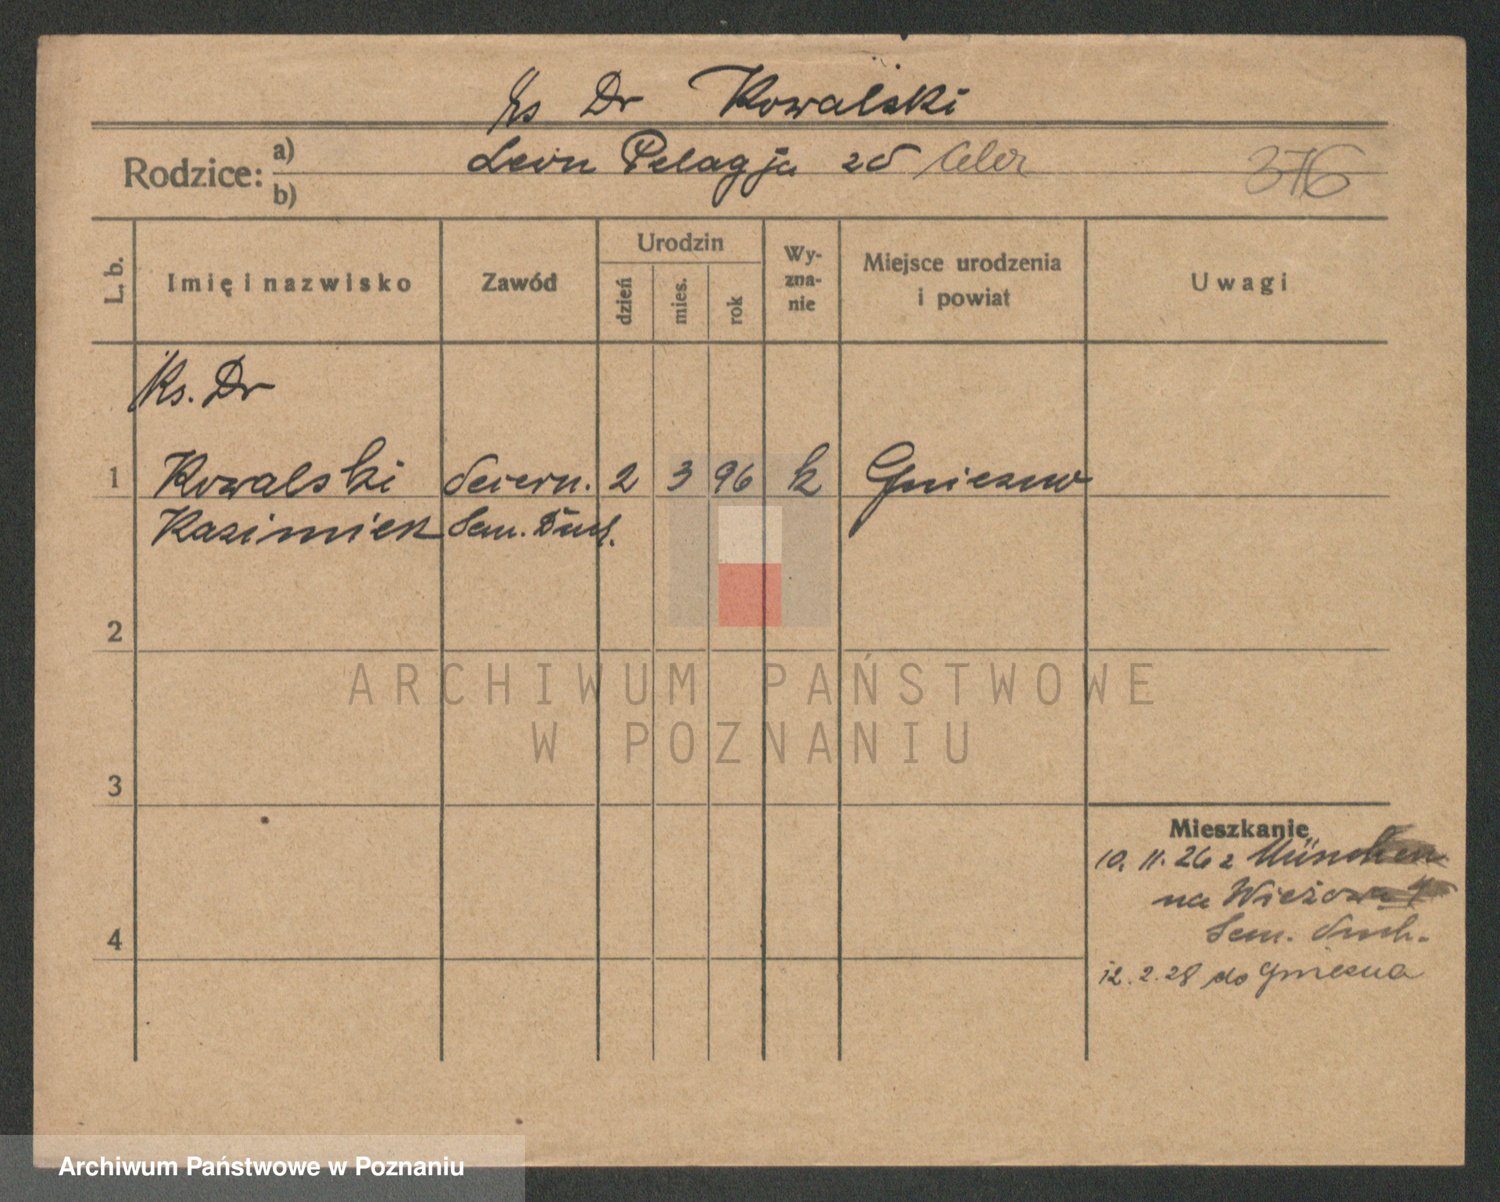 Ks Dr Kowalski
Rodzice: a) Leon Pelagja zd
b)
376
L. b.
Imię i nazwisko
Zawód
Urodzin
dzień
mies.
rok
Wy-
zna-
nie
Miejsce urodzenia
i powiat
Uwagi
Ks. Dr
1 Kowalski 2 3 96 k Gniezno
Kazimierz Sem. Duch.
2
3
4
Mieszkanie
10. 11. 26 z München
na Wieżowa
Sem. Duch.
12. 2. 28 do Gniezna
ARCHIWUM PAŃSTWOWE
W POZNANIU
Archiwum Państwowe w Poznaniu